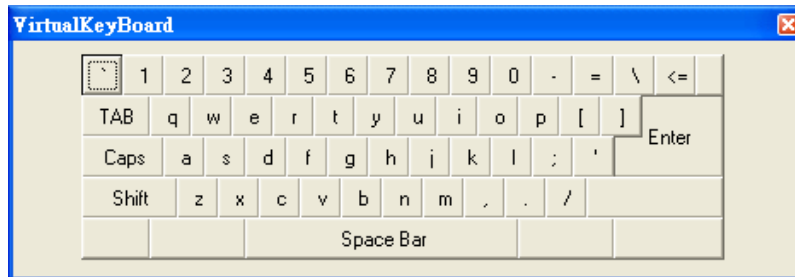 VirtualKeyBoard
` 1 2 3 4 5 6 7 8 9 0 - = \ <=
TAB q w e r t y u i o p [ ]
Enter
Caps a s d f g h j k l ; '
Shift z x c v b n m , . /
Space Bar